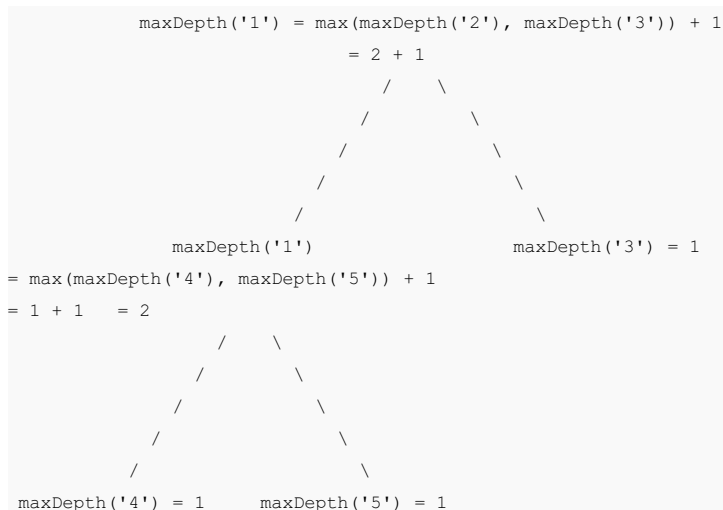 maxDepth('1') = max(maxDepth('2'), maxDepth('3')) + 1
= 2 + 1
/ \
/ \
/ \
/ \
/ \
maxDepth('1') maxDepth('3') = 1
= max(maxDepth('4'), maxDepth('5')) + 1
= 1 + 1 = 2
/ \
/ \
/ \
/ \
/ \
maxDepth('4') = 1 maxDepth('5') = 1